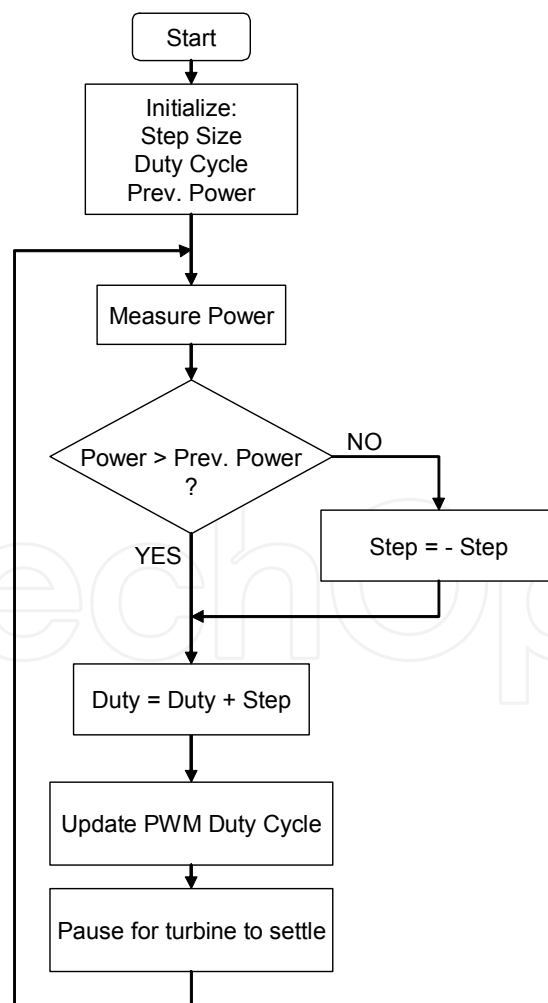 Start
Initialize:
Step Size
Duty Cycle
Prev. Power
Measure Power
Power > Prev. Power
?
NO
YES
Step = - Step
Duty = Duty + Step
Update PWM Duty Cycle
Pause for turbine to settle